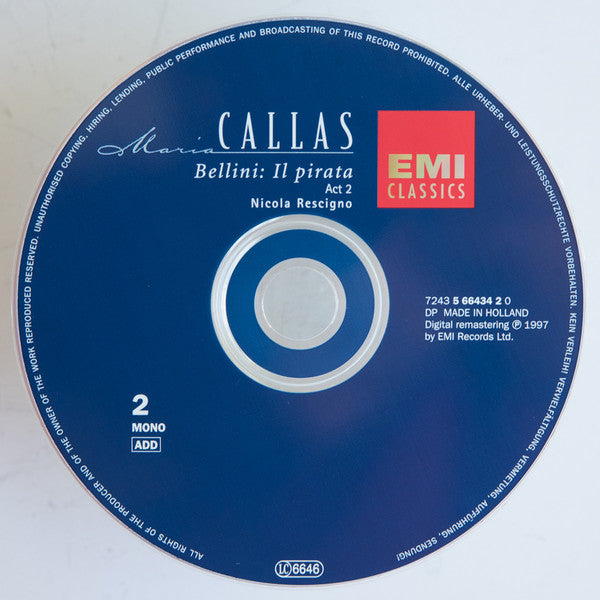 ALL RIGHTS OF THE PRODUCER AND OF THE OWNER OF THE WORK REPRODUCED RESERVED. UNAUTHORISED COPYING, HIRING, LENDING, PUBLIC PERFORMANCE AND BROADCASTING OF THIS RECORD PROHIBITED. ALLE URHEBER- UND LEISTUNGSSCHUTZRECHTE VORBEHALTEN. KEIN VERLEIH! VERVIELFÄLTIGUNG, VERMIETUNG, AUFFÜHRUNG, SENDUNG!
Maria CALLAS
Bellini: Il pirata
Act 2
Nicola Rescigno
EMI
CLASSICS
7243 5 66434 2 0
DP MADE IN HOLLAND
Digital remastering ℗ 1997
by EMI Records Ltd.
2
MONO
ADD
LC 6646